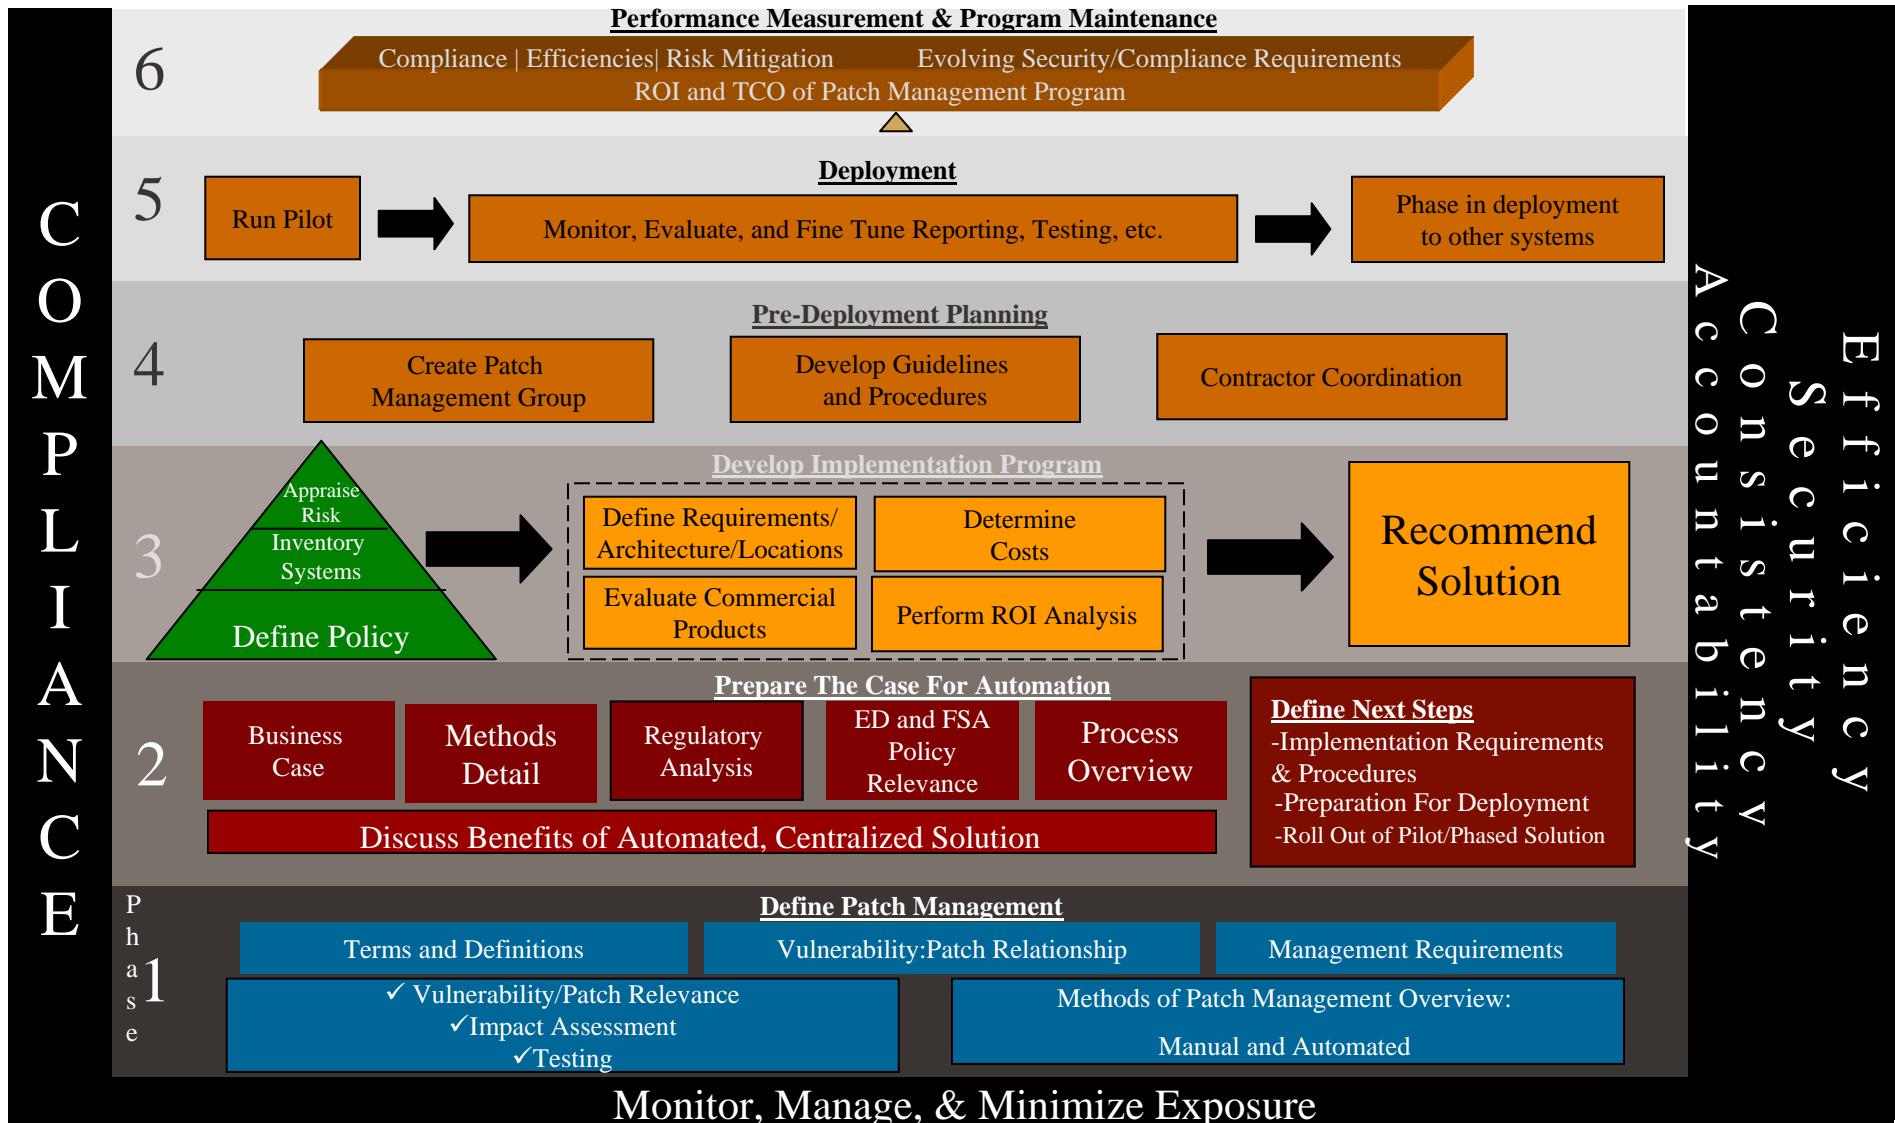 Performance Measurement & Program Maintenance
6
Compliance | Efficiencies| Risk Mitigation
Evolving Security/Compliance Requirements
ROI and TCO of Patch Management Program
5
Deployment
Run Pilot
Monitor, Evaluate, and Fine Tune Reporting, Testing, etc.
Phase in deployment
to other systems
4
Pre-Deployment Planning
Create Patch
Management Group
Develop Guidelines
and Procedures
Contractor Coordination
3
Develop Implementation Program
Appraise
Risk
Inventory
Systems
Define Policy
Define Requirements/
Architecture/Locations
Determine
Costs
Evaluate Commercial
Products
Perform ROI Analysis
Recommend
Solution
2
Prepare The Case For Automation
Business
Case
Methods
Detail
Regulatory
Analysis
ED and FSA
Policy
Relevance
Process
Overview
Discuss Benefits of Automated, Centralized Solution
Define Next Steps
-Implementation Requirements
& Procedures
-Preparation For Deployment
-Roll Out of Pilot/Phased Solution
Phase
1
Define Patch Management
Terms and Definitions
Vulnerability:Patch Relationship
Management Requirements
✓ Vulnerability/Patch Relevance
✓Impact Assessment
✓Testing
Methods of Patch Management Overview:
Manual and Automated
COMPLIANCE
Accountability
Consistency
Security
Efficiency
Monitor, Manage, & Minimize Exposure